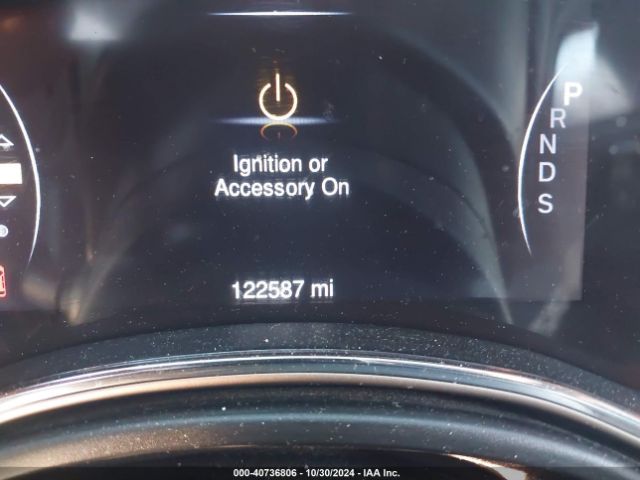 Ignition or
Accessory On
P
R
N
D
S
122587 mi
000-40736806 - 10/30/2024 - IAA Inc.